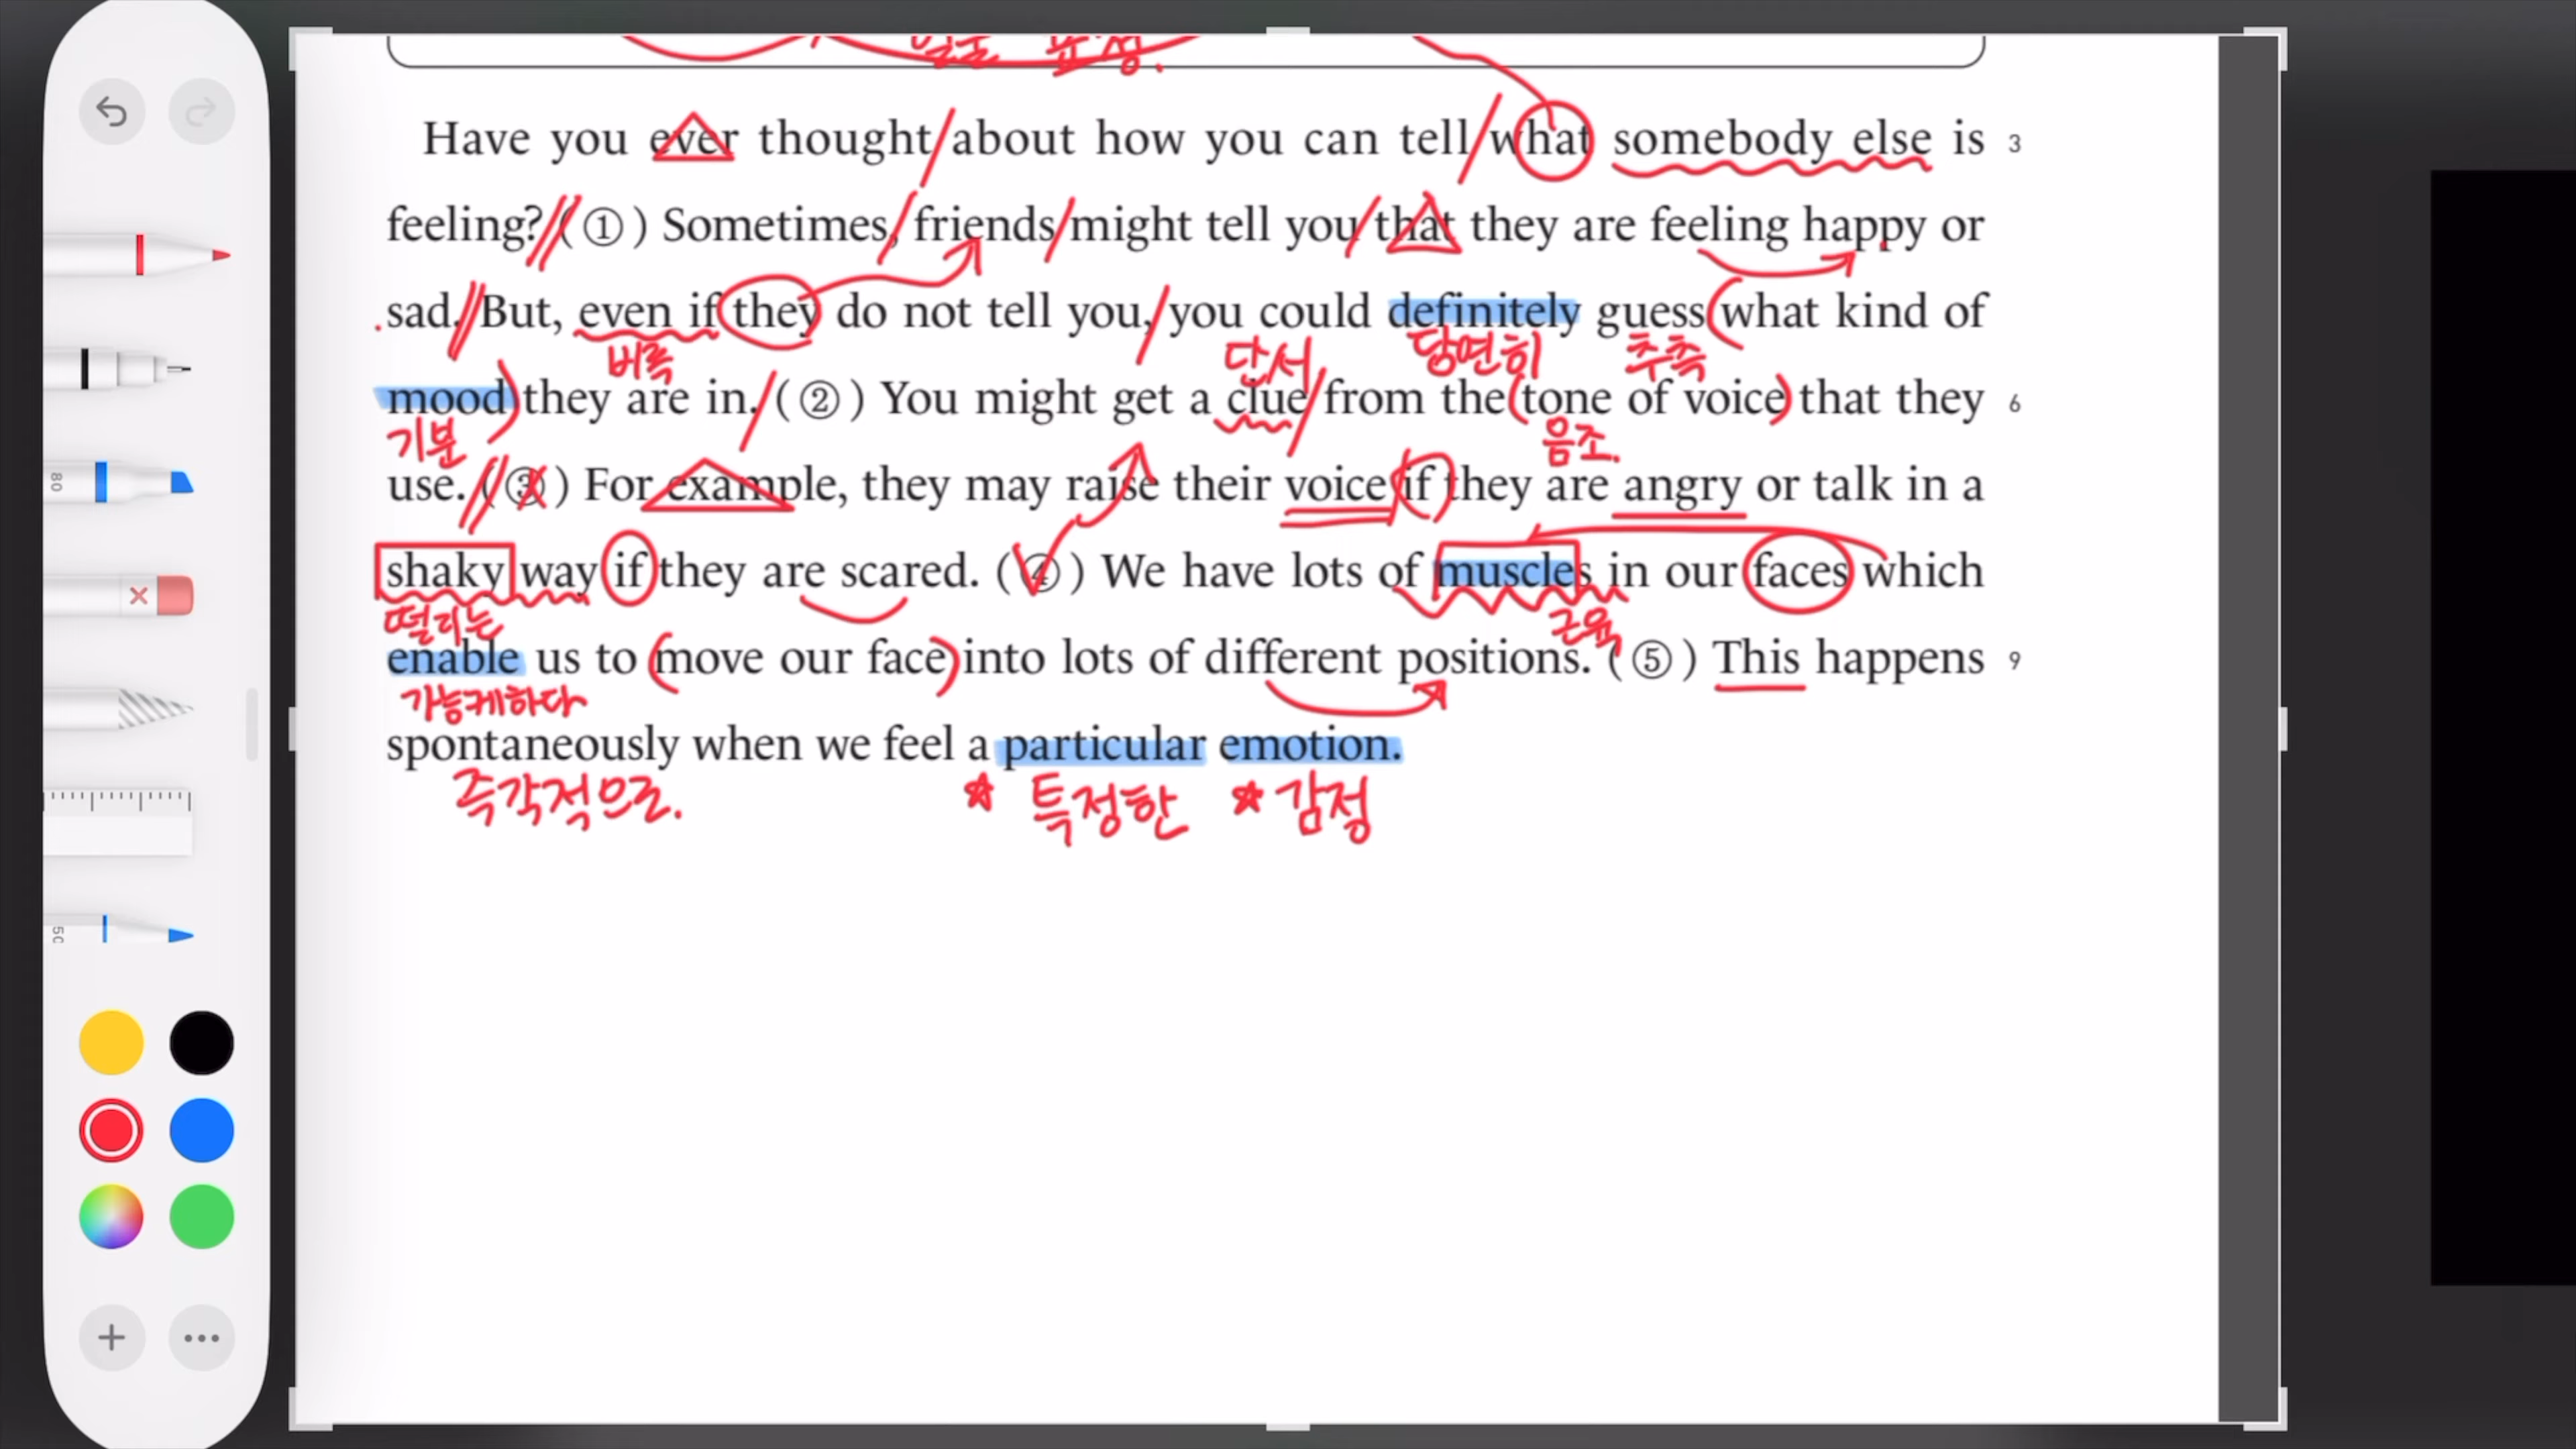 Have you ever thought about how you can tell what somebody else is 3
feeling? ( ① ) Sometimes, friends might tell you that they are feeling happy or
sad. But, even if they do not tell you, you could definitely guess what kind of
버륵 단서 당연히 추측
mood they are in. ( ② ) You might get a clue from the tone of voice that they 6
기분 음조.
use. ( ③ ) For example, they may raise their voice if they are angry or talk in a
shaky way if they are scared. ( ④ ) We have lots of muscles in our faces which
떨리는 근육
enable us to move our face into lots of different positions. ( ⑤ ) This happens 9
가능케하다
spontaneously when we feel a particular emotion.
즉각적으로. 특정한 감정
80
50